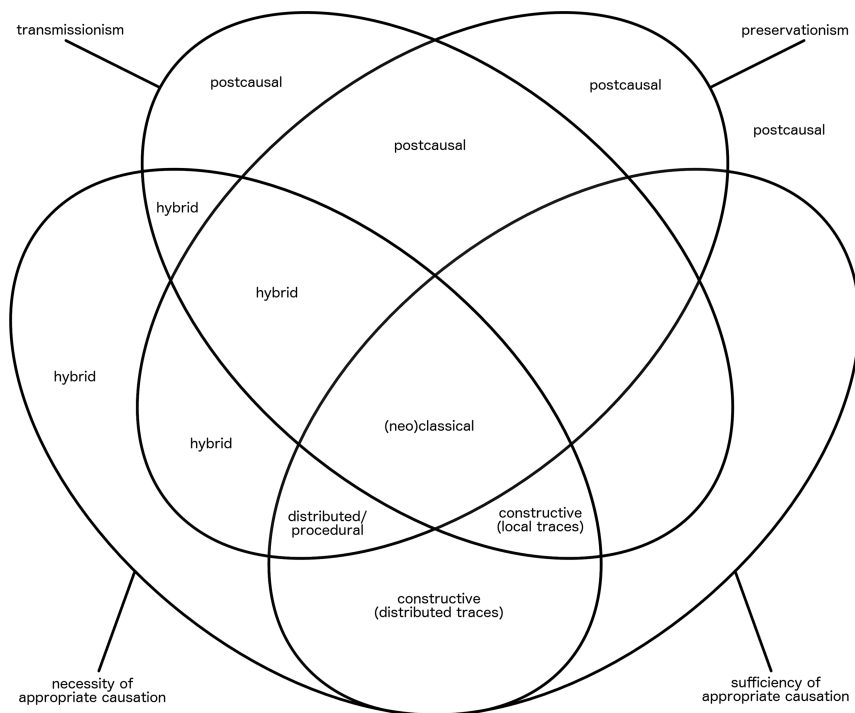 transmissionism
preservationism
postcausal
postcausal
postcausal
postcausal
hybrid
hybrid
hybrid
(neo)classical
hybrid
distributed/
procedural
constructive
(local traces)
constructive
(distributed traces)
necessity of
appropriate causation
sufficiency of
appropriate causation